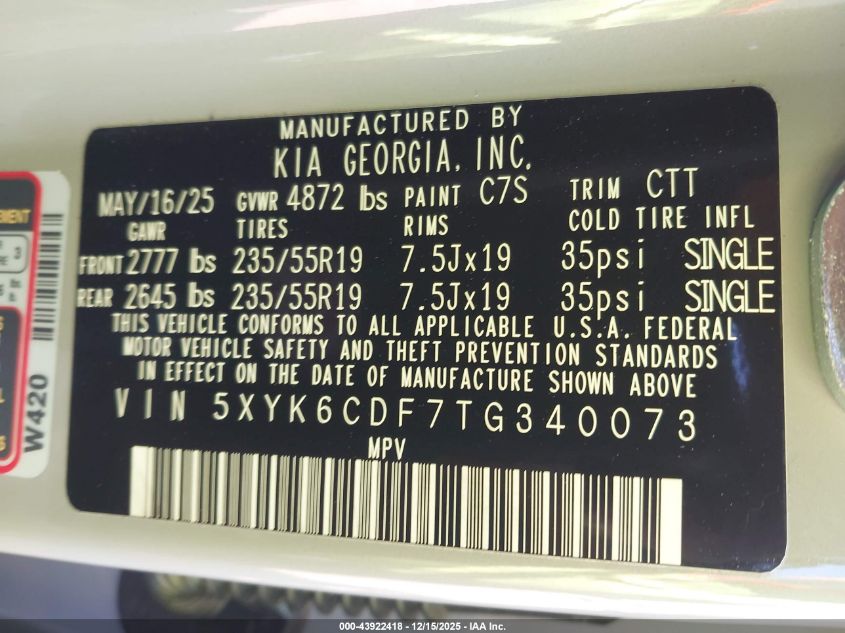 MANUFACTURED BY
KIA GEORGIA, INC.
MAY/16/25 GVWR 4872 lbs PAINT C7S TRIM CTT
GAWR TIRES RIMS COLD TIRE INFL
FRONT 2777 lbs 235/55R19 7.5Jx19 35psi SINGLE
REAR 2645 lbs 235/55R19 7.5Jx19 35psi SINGLE
THIS VEHICLE CONFORMS TO ALL APPLICABLE U.S.A. FEDERAL
MOTOR VEHICLE SAFETY AND THEFT PREVENTION STANDARDS
IN EFFECT ON THE DATE OF MANUFACTURE SHOWN ABOVE
VIN 5XYK6CDF7TG340073
MPV
W420
000-43922418 - 12/15/2025 - IAA Inc.